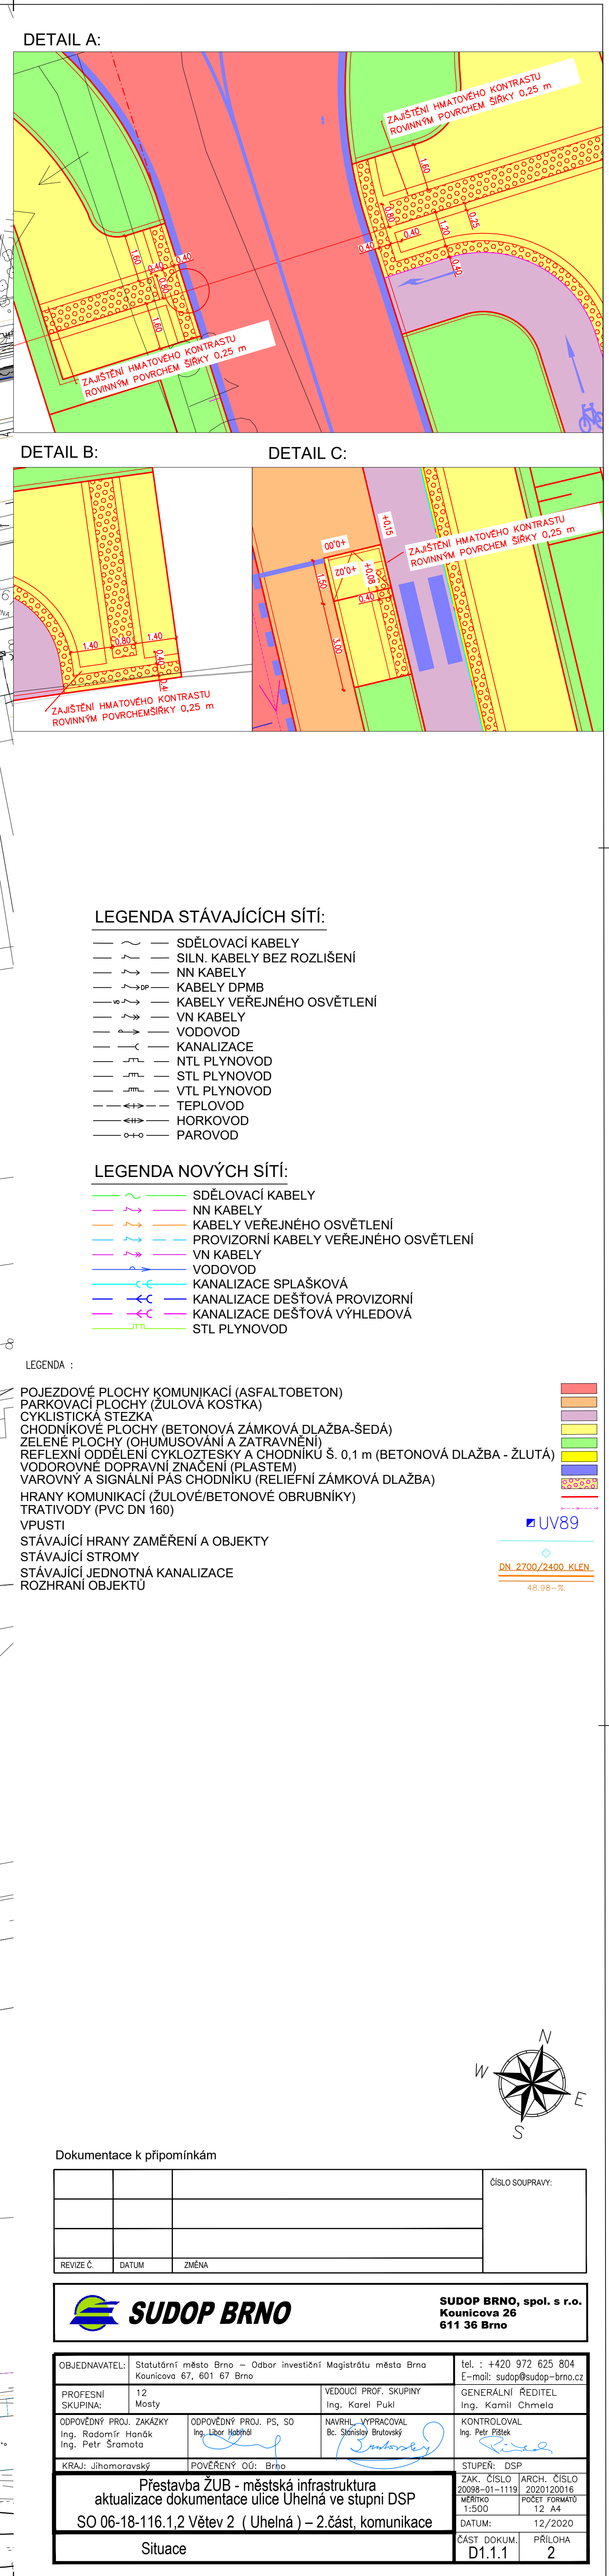 DETAIL A:
ZAJIŠTĚNÍ HMATOVÉHO KONTRASTU
ROVINNÝM POVRCHEM ŠÍŘKY 0,25 m
1.60
0.80
0.40
1.20
0.25
0.40
0.40
1.60
0.40
0.40
0.80
1.60
ZAJIŠTĚNÍ HMATOVÉHO KONTRASTU
ROVINNÝM POVRCHEM ŠÍŘKY 0,25 m
DETAIL B:
DETAIL C:
1.40
0.80
1.40
0.40
ZAJIŠTĚNÍ HMATOVÉHO KONTRASTU
ROVINNÝM POVRCHEMŠÍŘKY 0,25 m
+0,15
+0,00
+0,02
+0,08
1.50
0.40
3.00
ZAJIŠTĚNÍ HMATOVÉHO KONTRASTU
ROVINNÝM POVRCHEM ŠÍŘKY 0,25 m
LEGENDA STÁVAJÍCÍCH SÍTÍ:
SDĚLOVACÍ KABELY
SILN. KABELY BEZ ROZLIŠENÍ
NN KABELY
DP KABELY DPMB
VO KABELY VEŘEJNÉHO OSVĚTLENÍ
VN KABELY
VODOVOD
KANALIZACE
NTL PLYNOVOD
STL PLYNOVOD
VTL PLYNOVOD
TEPLOVOD
HORKOVOD
PAROVOD
LEGENDA NOVÝCH SÍTÍ:
SDĚLOVACÍ KABELY
NN KABELY
KABELY VEŘEJNÉHO OSVĚTLENÍ
PROVIZORNÍ KABELY VEŘEJNÉHO OSVĚTLENÍ
VN KABELY
VODOVOD
KANALIZACE SPLAŠKOVÁ
KANALIZACE DEŠŤOVÁ PROVIZORNÍ
KANALIZACE DEŠŤOVÁ VÝHLEDOVÁ
STL PLYNOVOD
LEGENDA :
POJEZDOVÉ PLOCHY KOMUNIKACÍ (ASFALTOBETON)
PARKOVACÍ PLOCHY (ŽULOVÁ KOSTKA)
CYKLISTICKÁ STEZKA
CHODNÍKOVÉ PLOCHY (BETONOVÁ ZÁMKOVÁ DLAŽBA-ŠEDÁ)
ZELENÉ PLOCHY (OHUMUSOVÁNÍ A ZATRAVNĚNÍ)
REFLEXNÍ ODDĚLENÍ CYKLOZTESKY A CHODNÍKU Š. 0,1 m (BETONOVÁ DLAŽBA - ŽLUTÁ)
VODOROVNÉ DOPRAVNÍ ZNAČENÍ (PLASTEM)
VAROVNÝ A SIGNÁLNÍ PÁS CHODNÍKU (RELIEFNÍ ZÁMKOVÁ DLAŽBA)
HRANY KOMUNIKACÍ (ŽULOVÉ/BETONOVÉ OBRUBNÍKY)
TRATIVODY (PVC DN 160)
VPUSTI
UV89
STÁVAJÍCÍ HRANY ZAMĚŘENÍ A OBJEKTY
STÁVAJÍCÍ STROMY
STÁVAJÍCÍ JEDNOTNÁ KANALIZACE
DN 2700/2400 KLEN
48.98-‰
ROZHRANÍ OBJEKTŮ
N
W
E
S
Dokumentace k připomínkám
ČÍSLO SOUPRAVY:
REVIZE Č.
DATUM
ZMĚNA
SUDOP BRNO
SUDOP BRNO, spol. s r.o.
Kounicova 26
611 36 Brno
OBJEDNAVATEL:
Statutární město Brno – Odbor investiční Magistrátu města Brna
Kounicova 67, 601 67 Brno
tel. : +420 972 625 804
E-mail: sudop@sudop-brno.cz
PROFESNÍ
SKUPINA:
12
Mosty
VEDOUCÍ PROF. SKUPINY
Ing. Karel Pukl
GENERÁLNÍ ŘEDITEL
Ing. Kamil Chmela
ODPOVĚDNÝ PROJ. ZAKÁZKY
Ing. Radomír Hanák
Ing. Petr Šramota
ODPOVĚDNÝ PROJ. PS, SO
Ing. Libor Habrnál
NAVRHL, VYPRACOVAL
Bc. Stanislav Brutovský
KONTROLOVAL
Ing. Petr Pištek
KRAJ: Jihomoravský
POVĚŘENÝ OÚ: Brno
STUPEŇ: DSP
Přestavba ŽUB - městská infrastruktura
aktualizace dokumentace ulice Uhelná ve stupni DSP
SO 06-18-116.1,2 Větev 2 ( Uhelná ) – 2.část, komunikace
ZAK. ČÍSLO
20098-01-1119
ARCH. ČÍSLO
2020120016
MĚŘÍTKO
1:500
POČET FORMÁTŮ
12 A4
DATUM:
12/2020
Situace
ČÁST DOKUM.
D1.1.1
PŘÍLOHA
2